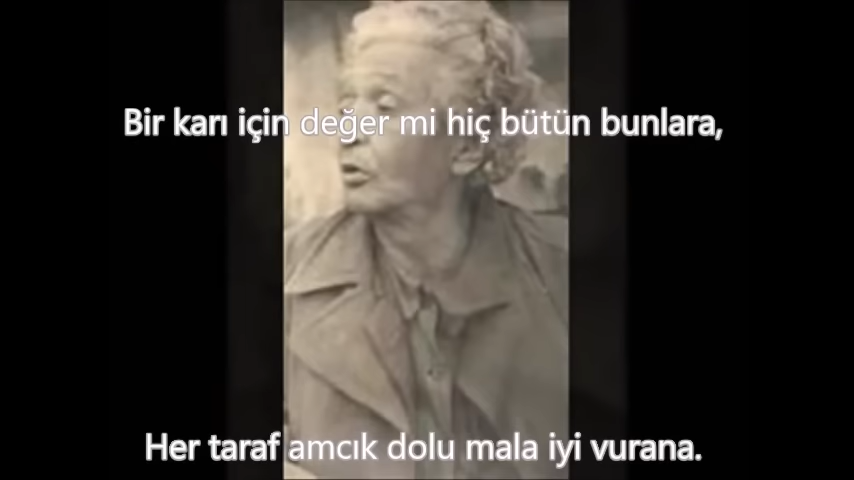 Bir karı için değer mi hiç bütün bunlara,
Her taraf amcık dolu mala iyi vurana.